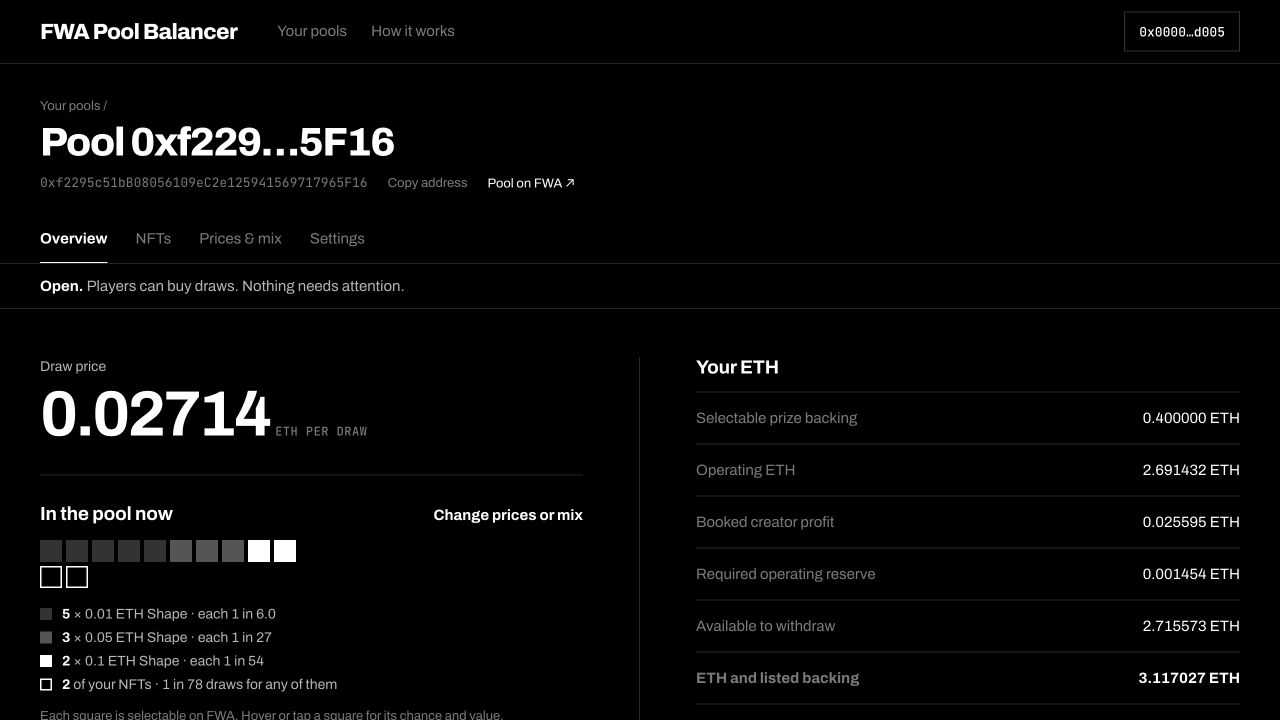 FWA Pool Balancer
Your pools
How it works
0x0000…d005
Your pools /
Pool 0xf229…5F16
0xf2295c51bB08056109eC2e125941569717965F16
Copy address
Pool on FWA ↗
Overview
NFTs
Prices & mix
Settings
Open. Players can buy draws. Nothing needs attention.
Draw price
0.02714 ETH PER DRAW
In the pool now
Change prices or mix
5 × 0.01 ETH Shape · each 1 in 6.0
3 × 0.05 ETH Shape · each 1 in 27
2 × 0.1 ETH Shape · each 1 in 54
2 of your NFTs · 1 in 78 draws for any of them
Each square is selectable on FWA. Hover or tap a square for its chance and value.
Your ETH
Selectable prize backing 0.400000 ETH
Operating ETH 2.691432 ETH
Booked creator profit 0.025595 ETH
Required operating reserve 0.001454 ETH
Available to withdraw 2.715573 ETH
ETH and listed backing 3.117027 ETH